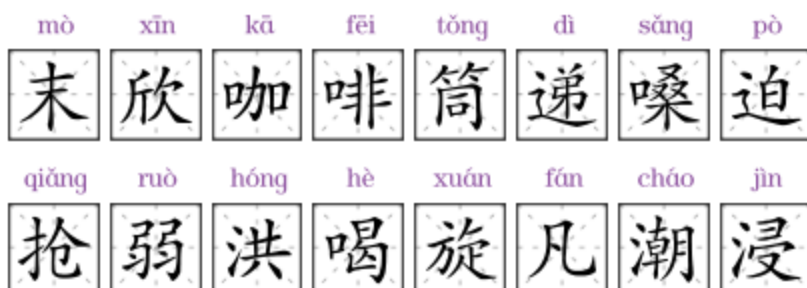 mò xīn kā fēi tǒng dì sǎng pò
末 欣 咖 啡 筒 递 嗓 迫
qiǎng ruò hóng hè xuán fán cháo jìn
抢 弱 洪 喝 旋 凡 潮 浸